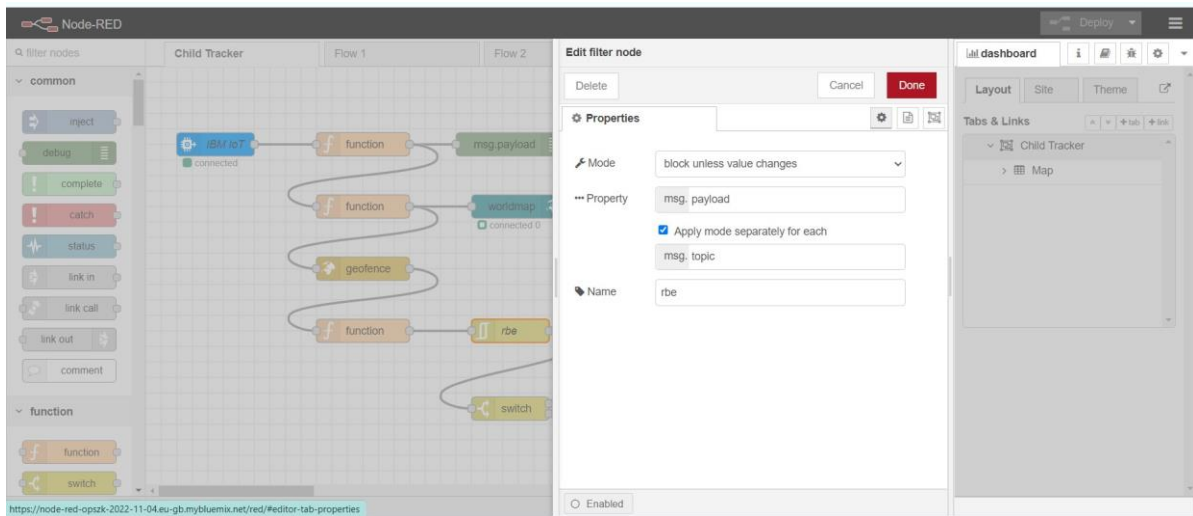 Node-RED
Deploy
filter nodes
common
inject
debug
complete
catch
status
link in
link call
link out
comment
function
function
switch
Child Tracker
Flow 1
Flow 2
IBM IoT
connected
function
msg.payload
function
worldmap
connected 0
geofence
function
rbe
switch
Edit filter node
Delete
Cancel
Done
Properties
Mode
block unless value changes
Property
msg. payload
Apply mode separately for each
msg. topic
Name
rbe
Enabled
dashboard
i
Layout
Site
Theme
Tabs & Links
+ tab
+ link
Child Tracker
Map
https://node-red-opszk-2022-11-04.eu-gb.mybluemix.net/red/#editor-tab-properties